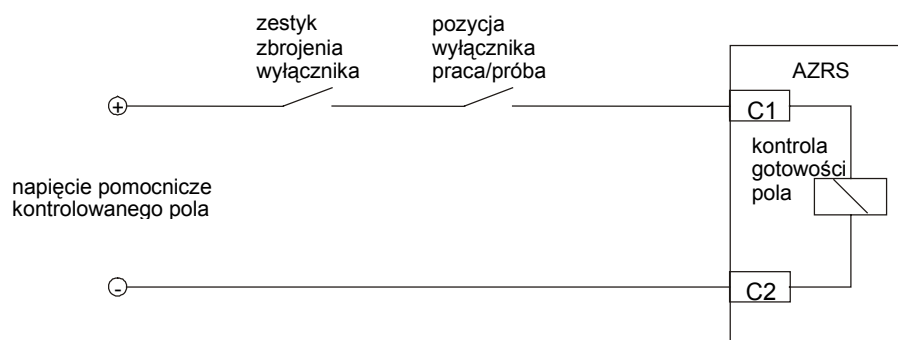 zestyk
zbrojenia
wyłącznika
pozycja
wyłącznika
praca/próba
AZRS
+
C1
kontrola
gotowości
pola
napięcie pomocnicze
kontrolowanego pola
-
C2